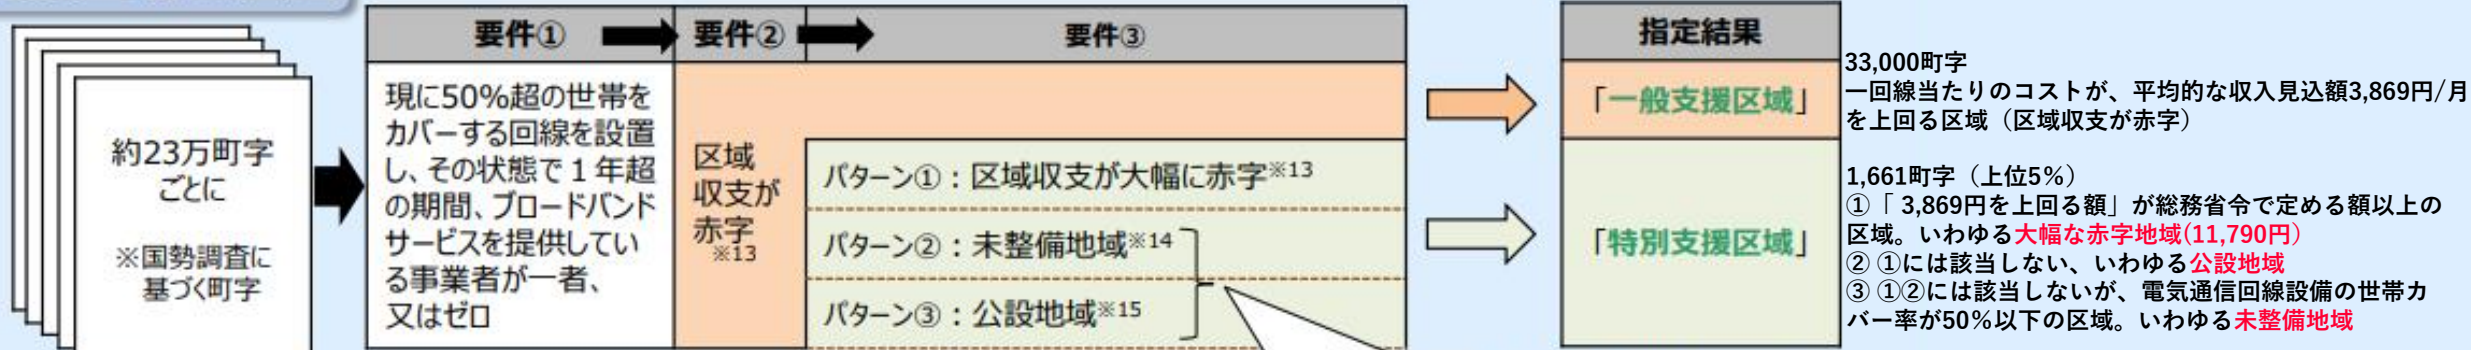 約23万町字
ごとに
※国勢調査に
基づく町字
要件①
要件②
要件③
現に50%超の世帯を
カバーする回線を設置
し、その状態で１年超
の期間、ブロードバンド
サービスを提供してい
る事業者が一者、
又はゼロ
区域
収支が
赤字
※13
パターン①：区域収支が大幅に赤字※13
パターン②：未整備地域※14
パターン③：公設地域※15
指定結果
「一般支援区域」
「特別支援区域」
33,000町字
一回線当たりのコストが、平均的な収入見込額3,869円/月
を上回る区域（区域収支が赤字）
1,661町字（上位5%）
①「 3,869円を上回る額」が総務省令で定める額以上の
区域。いわゆる大幅な赤字地域(11,790円)
② ①には該当しない、いわゆる公設地域
③ ①②には該当しないが、電気通信回線設備の世帯カ
バー率が50%以下の区域。いわゆる未整備地域